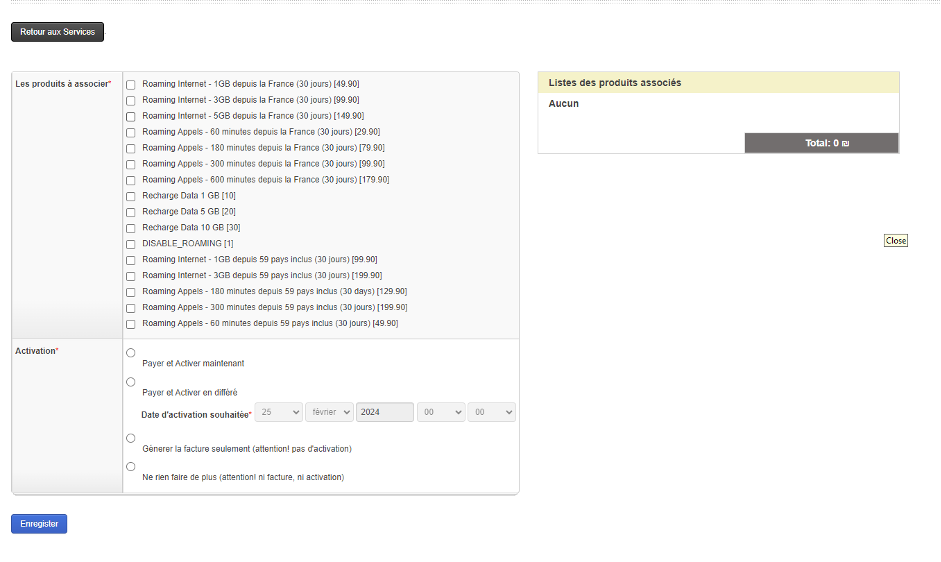 Retour aux Services
Les produits à associer*
Roaming Internet - 1GB depuis la France (30 jours) [49.90]
Roaming Internet - 3GB depuis la France (30 jours) [99.90]
Roaming Internet - 5GB depuis la France (30 jours) [149.90]
Roaming Appels - 60 minutes depuis la France (30 jours) [29.90]
Roaming Appels - 180 minutes depuis la France (30 jours) [79.90]
Roaming Appels - 300 minutes depuis la France (30 jours) [99.90]
Roaming Appels - 600 minutes depuis la France (30 jours) [179.90]
Recharge Data 1 GB [10]
Recharge Data 5 GB [20]
Recharge Data 10 GB [30]
DISABLE_ROAMING [1]
Roaming Internet - 1GB depuis 59 pays inclus (30 jours) [99.90]
Roaming Internet - 3GB depuis 59 pays inclus (30 jours) [199.90]
Roaming Appels - 180 minutes depuis 59 pays inclus (30 days) [129.90]
Roaming Appels - 300 minutes depuis 59 pays inclus (30 jours) [199.90]
Roaming Appels - 60 minutes depuis 59 pays inclus (30 jours) [49.90]
Activation*
Payer et Activer maintenant
Payer et Activer en différé
Date d'activation souhaitée* 25 février 2024 00 00
Génerer la facture seulement (attention! pas d'activation)
Ne rien faire de plus (attention! ni facture, ni activation)
Enregister
Listes des produits associés
Aucun
Total: 0 ₪
Close